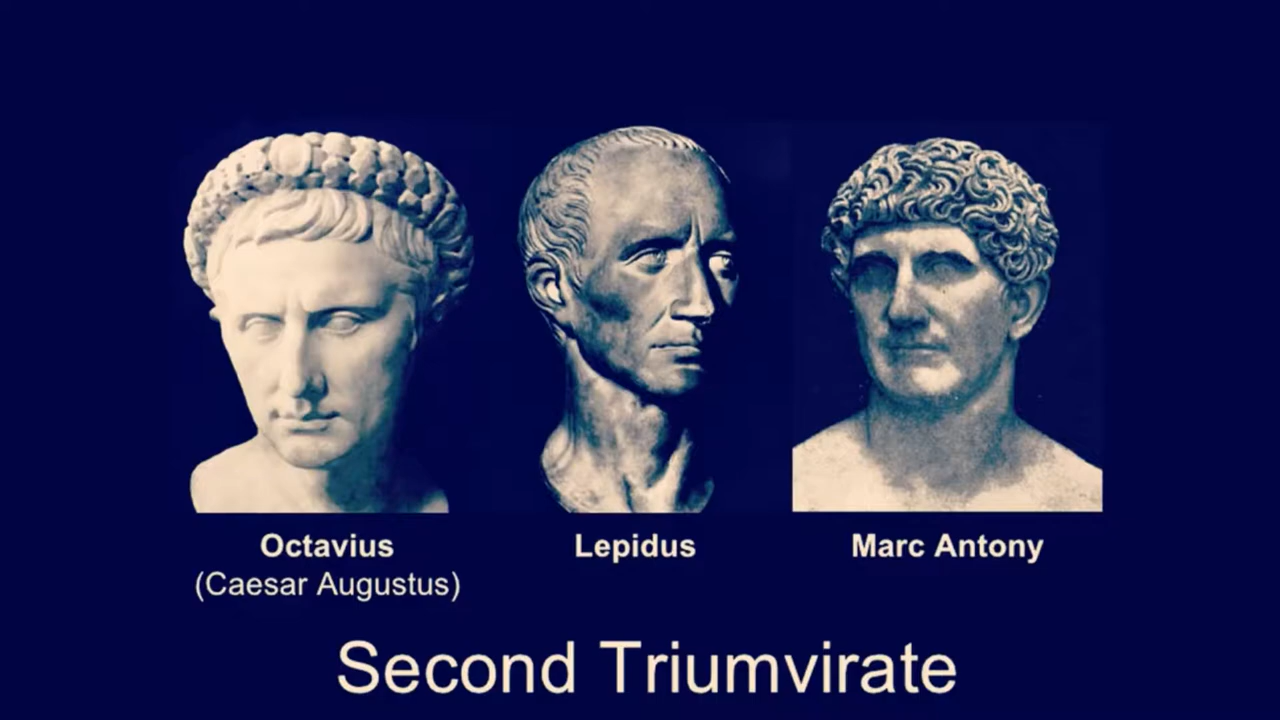 Octavius
(Caesar Augustus)
Lepidus
Marc Antony
Second Triumvirate